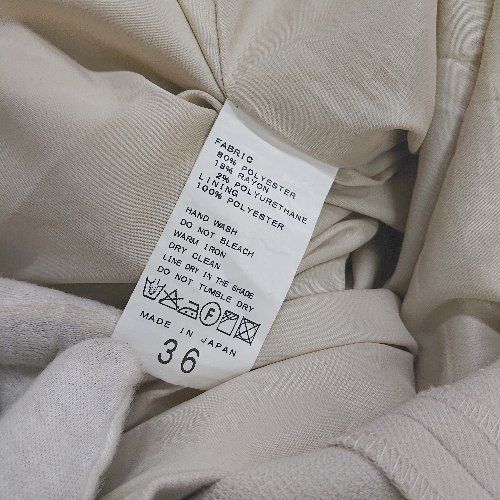 FABRIC
80% POLYESTER
18% RAYON
2% POLYURETHANE
LINING
100% POLYESTER
HAND WASH
DO NOT BLEACH
WARM IRON
DRY CLEAN
LINE DRY IN THE SHADE
DO NOT TUMBLE DRY
F
MADE IN JAPAN
36